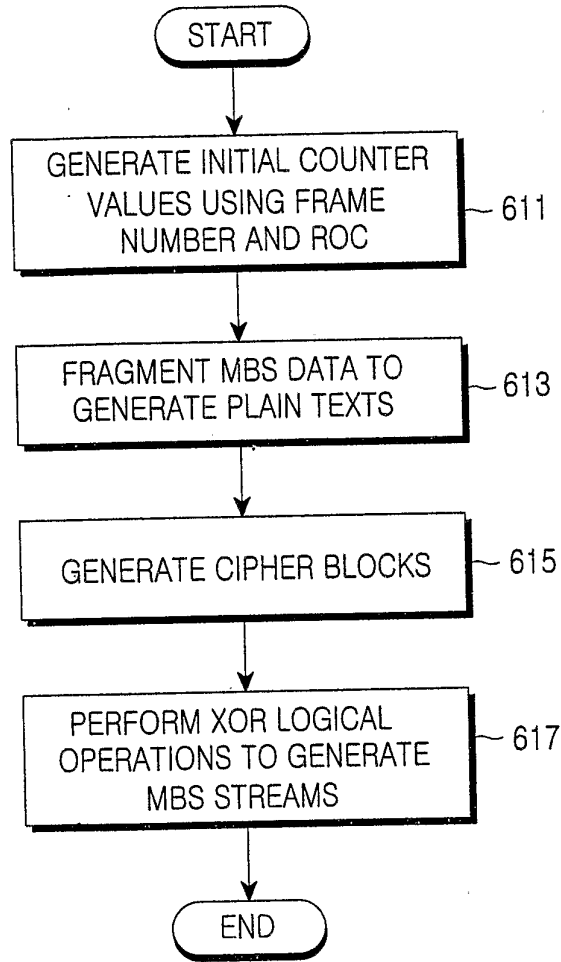 START
GENERATE INITIAL COUNTER
VALUES USING FRAME
NUMBER AND ROC
611
FRAGMENT MBS DATA TO
GENERATE PLAIN TEXTS
613
GENERATE CIPHER BLOCKS
615
PERFORM XOR LOGICAL
OPERATIONS TO GENERATE
MBS STREAMS
617
END